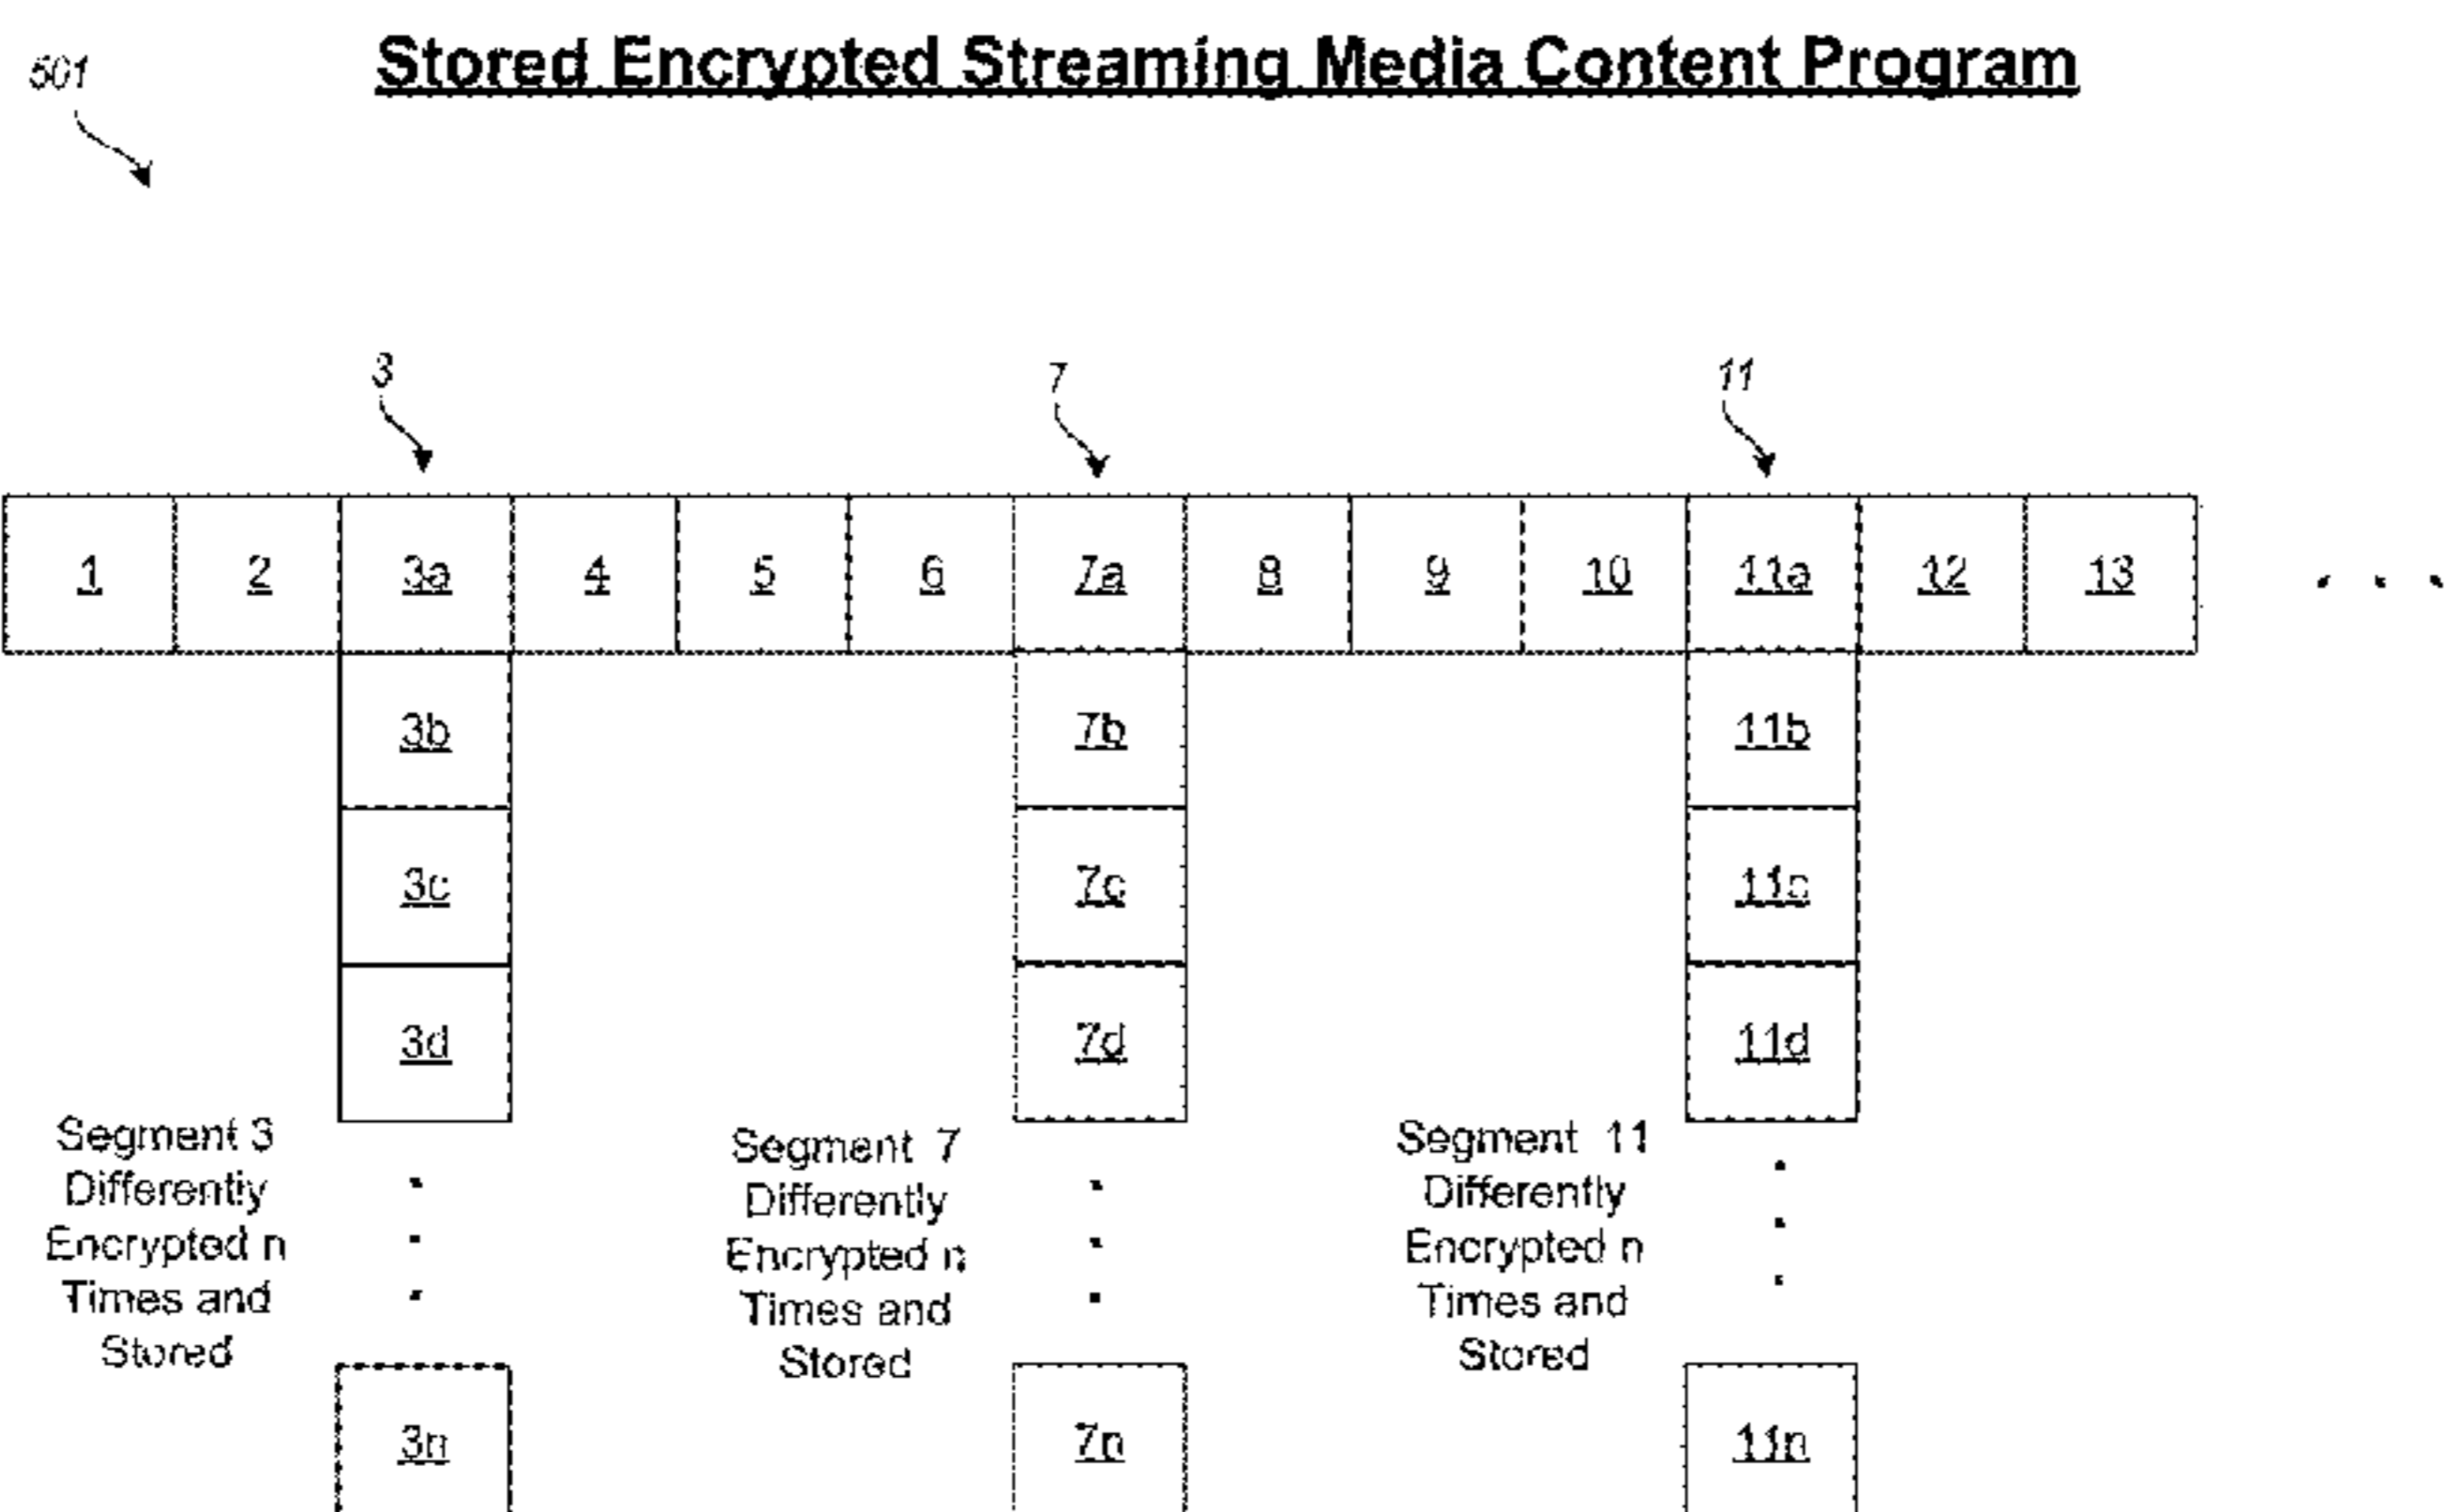 Stored Encrypted Streaming Media Content Program
501
3 7 11
1 2 3a 4 5 6 7a 8 9 10 11a 12 13 . . .
3b 7b 11b
3c 7c 11c
3d 7d 11d
Segment 3
Differently
Encrypted n
Times and
Stored
Segment 7
Differently
Encrypted n
Times and
Stored
Segment 11
Differently
Encrypted n
Times and
Stored
3n 7n 11n